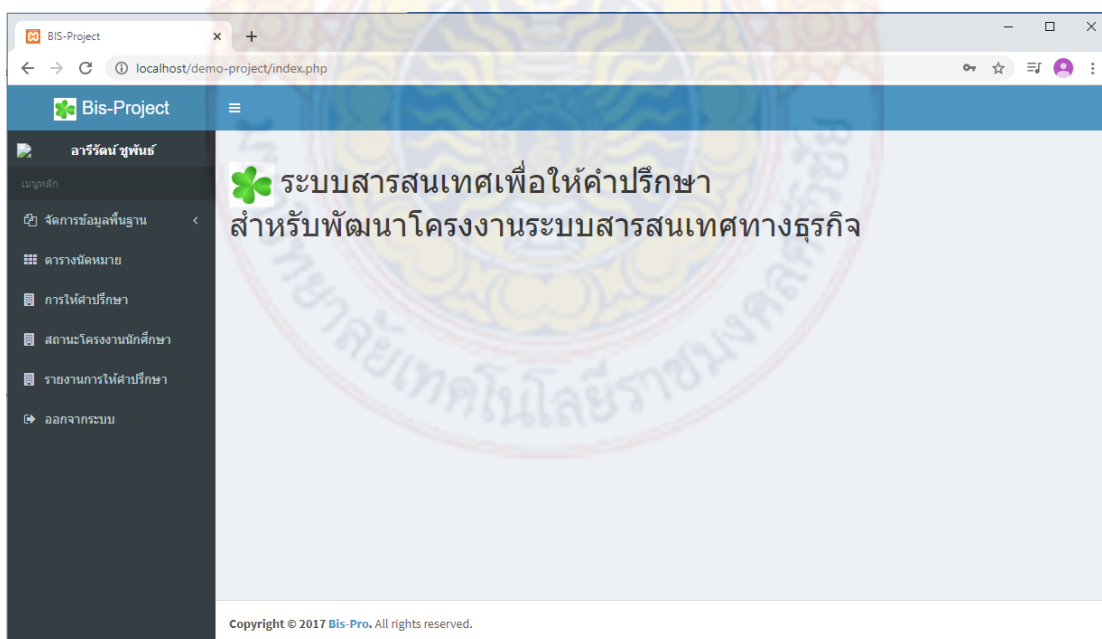 BIS-Project
localhost/demo-project/index.php
Bis-Project
อารีรัตน์ ชูพันธ์
เมนูหลัก
จัดการข้อมูลพื้นฐาน
ตารางนัดหมาย
การให้คำปรึกษา
สถานะโครงงานนักศึกษา
รายงานการให้คำปรึกษา
ออกจากระบบ
ระบบสารสนเทศเพื่อให้คำปรึกษา
สำหรับพัฒนาโครงงานระบบสารสนเทศทางธุรกิจ
Copyright © 2017 Bis-Pro. All rights reserved.